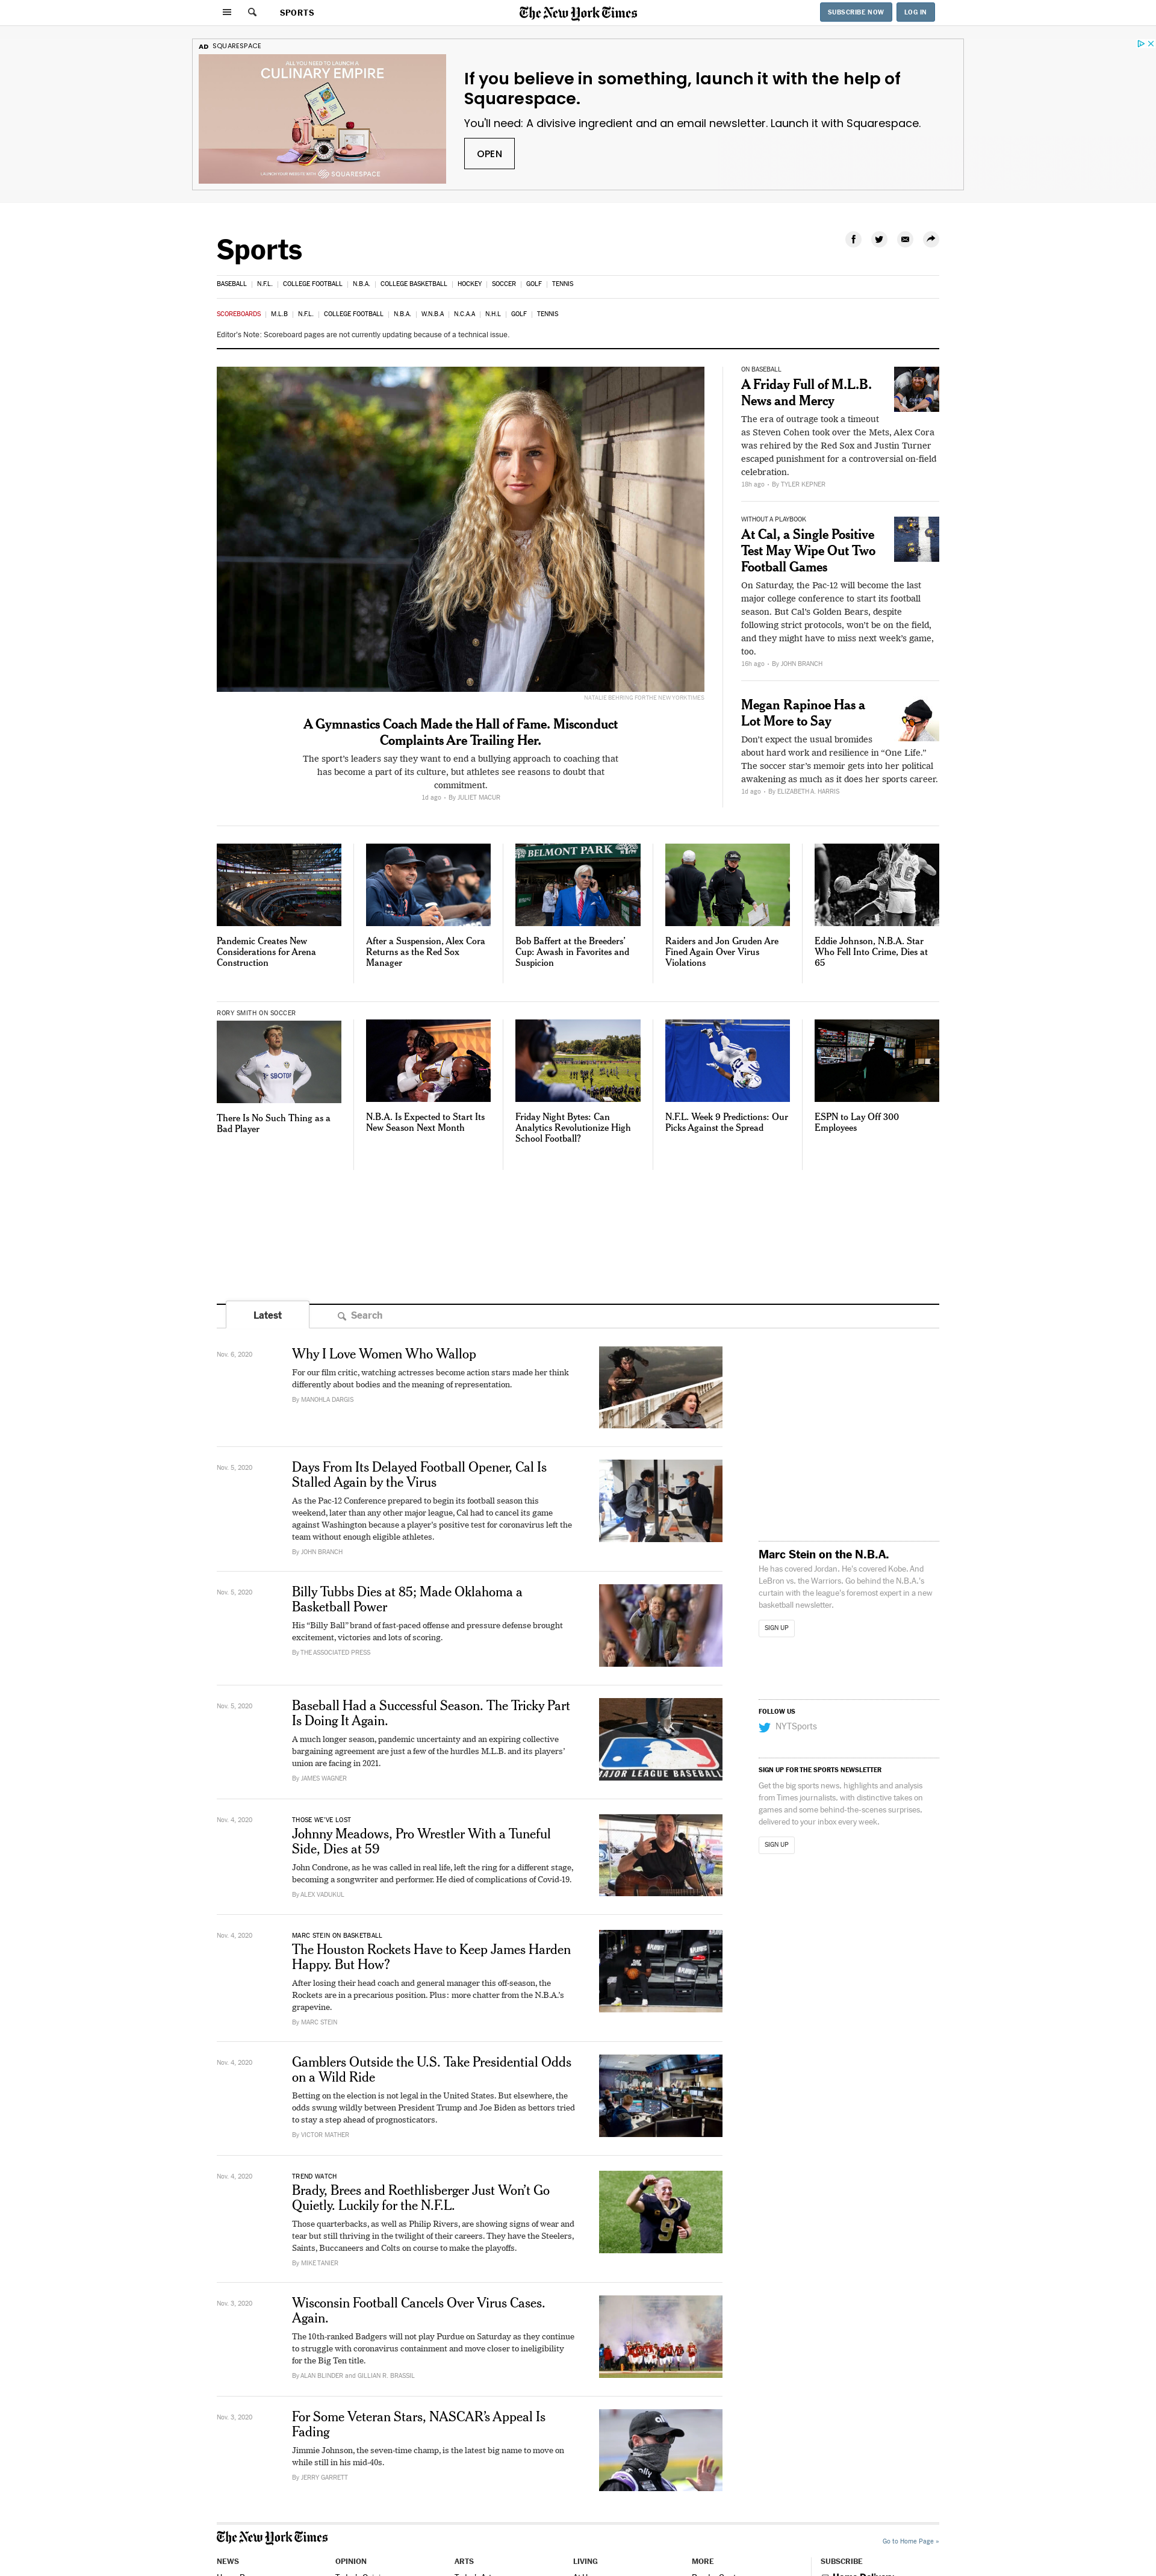 SPORTS
The New York Times
SUBSCRIBE NOW
LOG IN
AD SQUARESPACE
ALL YOU NEED TO LAUNCH A
CULINARY EMPIRE
LAUNCH YOUR WEBSITE WITH SQUARESPACE
If you believe in something, launch it with the help of
Squarespace.
You'll need: A divisive ingredient and an email newsletter. Launch it with Squarespace.
OPEN
Sports
BASEBALL N.F.L. COLLEGE FOOTBALL N.B.A. COLLEGE BASKETBALL HOCKEY SOCCER GOLF TENNIS
SCOREBOARDS M.L.B N.F.L. COLLEGE FOOTBALL N.B.A. W.N.B.A N.C.A.A N.H.L GOLF TENNIS
Editor's Note: Scoreboard pages are not currently updating because of a technical issue.
NATALIE BEHRING FOR THE NEW YORK TIMES
A Gymnastics Coach Made the Hall of Fame. Misconduct
Complaints Are Trailing Her.
The sport's leaders say they want to end a bullying approach to coaching that
has become a part of its culture, but athletes see reasons to doubt that
commitment.
1d ago • By JULIET MACUR
ON BASEBALL
A Friday Full of M.L.B.
News and Mercy
The era of outrage took a timeout
as Steven Cohen took over the Mets, Alex Cora
was rehired by the Red Sox and Justin Turner
escaped punishment for a controversial on-field
celebration.
18h ago • By TYLER KEPNER
WITHOUT A PLAYBOOK
At Cal, a Single Positive
Test May Wipe Out Two
Football Games
On Saturday, the Pac-12 will become the last
major college conference to start its football
season. But Cal's Golden Bears, despite
following strict protocols, won't be on the field,
and they might have to miss next week's game,
too.
16h ago • By JOHN BRANCH
Megan Rapinoe Has a
Lot More to Say
Don't expect the usual bromides
about hard work and resilience in “One Life.”
The soccer star's memoir gets into her political
awakening as much as it does her sports career.
1d ago • By ELIZABETH A. HARRIS
BELMONT PARK
Pandemic Creates New
Considerations for Arena
Construction
After a Suspension, Alex Cora
Returns as the Red Sox
Manager
Bob Baffert at the Breeders'
Cup: Awash in Favorites and
Suspicion
Raiders and Jon Gruden Are
Fined Again Over Virus
Violations
16
Eddie Johnson, N.B.A. Star
Who Fell Into Crime, Dies at
65
RORY SMITH ON SOCCER
SBOTOP
There Is No Such Thing as a
Bad Player
N.B.A. Is Expected to Start Its
New Season Next Month
Friday Night Bytes: Can
Analytics Revolutionize High
School Football?
N.F.L. Week 9 Predictions: Our
Picks Against the Spread
ESPN to Lay Off 300
Employees
Latest
Search
Nov. 6, 2020
Why I Love Women Who Wallop
For our film critic, watching actresses become action stars made her think
differently about bodies and the meaning of representation.
By MANOHLA DARGIS
Nov. 5, 2020
Days From Its Delayed Football Opener, Cal Is
Stalled Again by the Virus
As the Pac-12 Conference prepared to begin its football season this
weekend, later than any other major league, Cal had to cancel its game
against Washington because a player's positive test for coronavirus left the
team without enough eligible athletes.
By JOHN BRANCH
Nov. 5, 2020
Billy Tubbs Dies at 85; Made Oklahoma a
Basketball Power
His “Billy Ball” brand of fast-paced offense and pressure defense brought
excitement, victories and lots of scoring.
By THE ASSOCIATED PRESS
Nov. 5, 2020
Baseball Had a Successful Season. The Tricky Part
Is Doing It Again.
A much longer season, pandemic uncertainty and an expiring collective
bargaining agreement are just a few of the hurdles M.L.B. and its players'
union are facing in 2021.
By JAMES WAGNER
MAJOR LEAGUE BASEBALL
Nov. 4, 2020
THOSE WE'VE LOST
Johnny Meadows, Pro Wrestler With a Tuneful
Side, Dies at 59
John Condrone, as he was called in real life, left the ring for a different stage,
becoming a songwriter and performer. He died of complications of Covid-19.
By ALEX VADUKUL
Nov. 4, 2020
MARC STEIN ON BASKETBALL
The Houston Rockets Have to Keep James Harden
Happy. But How?
After losing their head coach and general manager this off-season, the
Rockets are in a precarious position. Plus: more chatter from the N.B.A.'s
grapevine.
By MARC STEIN
Nov. 4, 2020
Gamblers Outside the U.S. Take Presidential Odds
on a Wild Ride
Betting on the election is not legal in the United States. But elsewhere, the
odds swung wildly between President Trump and Joe Biden as bettors tried
to stay a step ahead of prognosticators.
By VICTOR MATHER
Nov. 4, 2020
TREND WATCH
Brady, Brees and Roethlisberger Just Won't Go
Quietly. Luckily for the N.F.L.
Those quarterbacks, as well as Philip Rivers, are showing signs of wear and
tear but still thriving in the twilight of their careers. They have the Steelers,
Saints, Buccaneers and Colts on course to make the playoffs.
By MIKE TANIER
9
Nov. 3, 2020
Wisconsin Football Cancels Over Virus Cases.
Again.
The 10th-ranked Badgers will not play Purdue on Saturday as they continue
to struggle with coronavirus containment and move closer to ineligibility
for the Big Ten title.
By ALAN BLINDER and GILLIAN R. BRASSIL
Nov. 3, 2020
For Some Veteran Stars, NASCAR's Appeal Is
Fading
Jimmie Johnson, the seven-time champ, is the latest big name to move on
while still in his mid-40s.
By JERRY GARRETT
ally
Marc Stein on the N.B.A.
He has covered Jordan. He's covered Kobe. And
LeBron vs. the Warriors. Go behind the N.B.A.'s
curtain with the league's foremost expert in a new
basketball newsletter.
SIGN UP
FOLLOW US
NYTSports
SIGN UP FOR THE SPORTS NEWSLETTER
Get the big sports news, highlights and analysis
from Times journalists, with distinctive takes on
games and some behind-the-scenes surprises,
delivered to your inbox every week.
SIGN UP
The New York Times
Go to Home Page »
NEWS OPINION ARTS LIVING MORE SUBSCRIBE